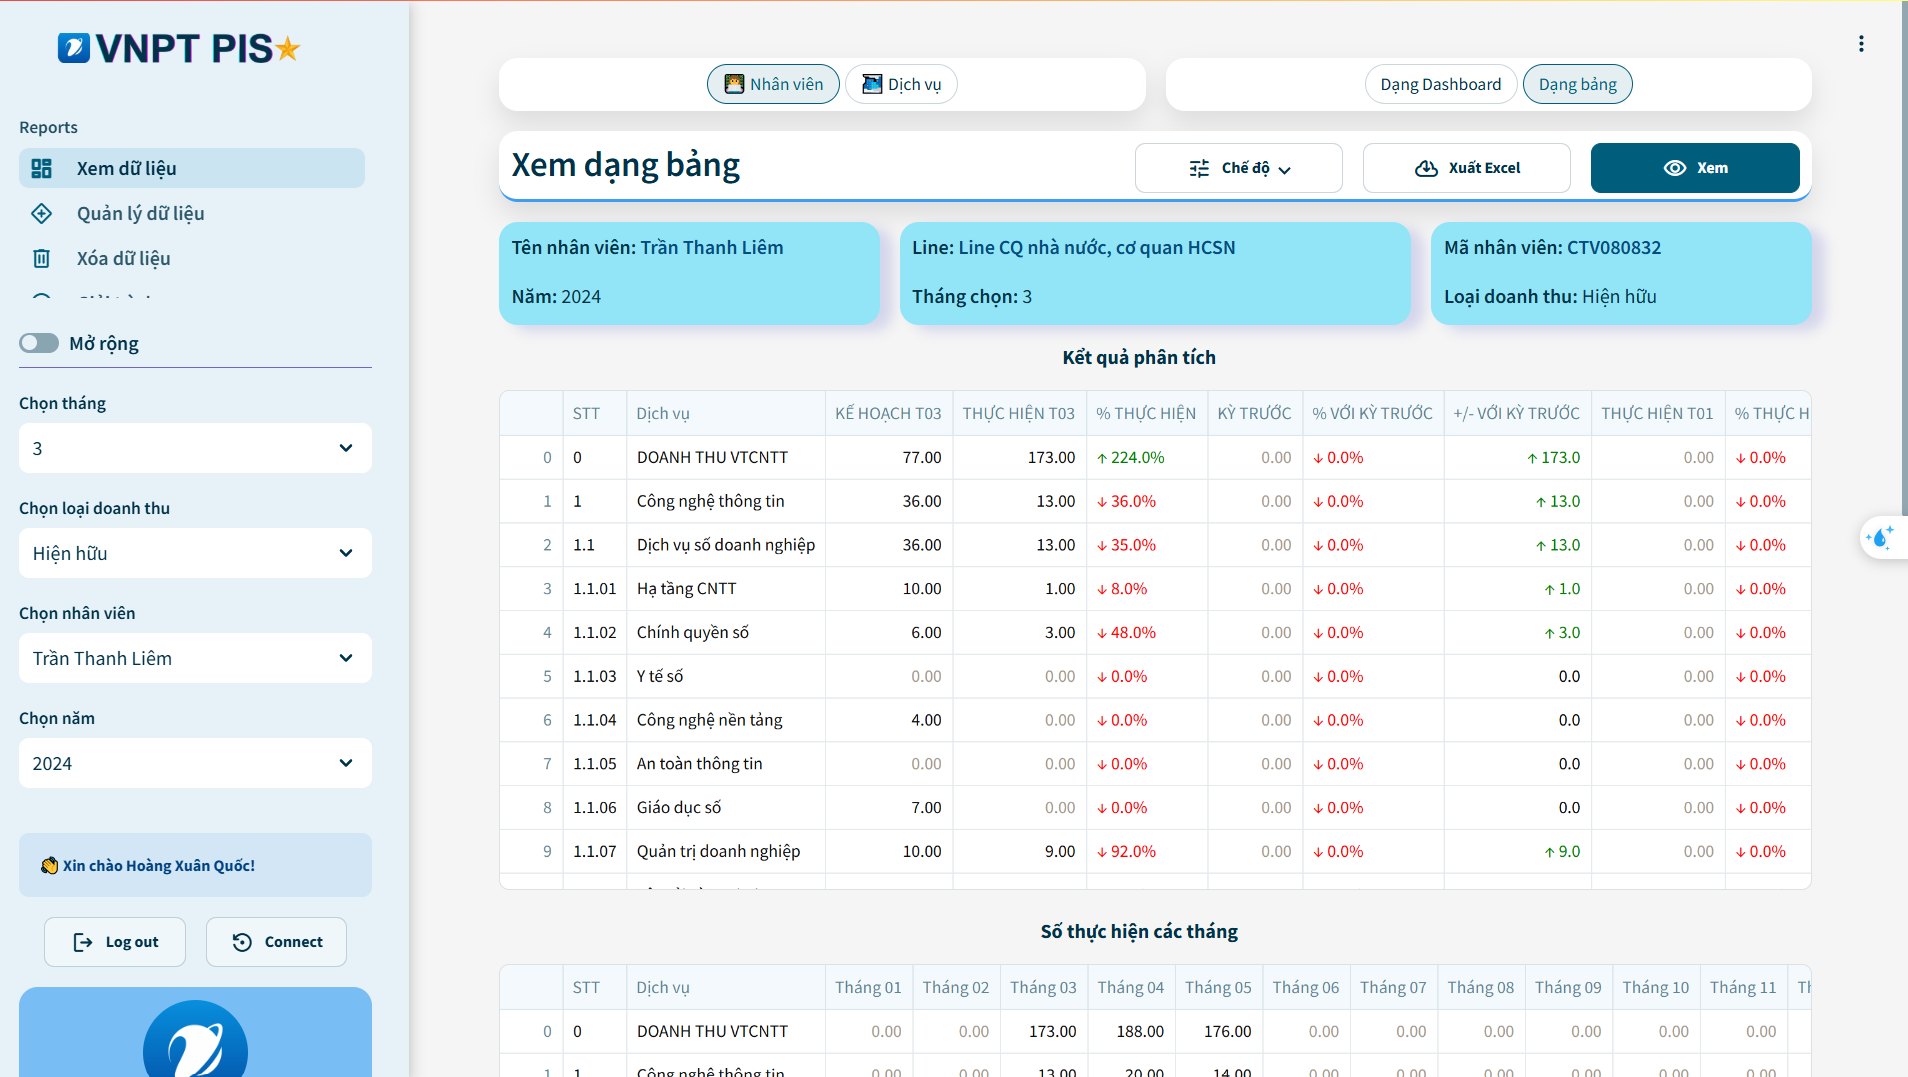 VNPT PIS
Reports
Xem dữ liệu
Quản lý dữ liệu
Xóa dữ liệu
Mở rộng
Chọn tháng
3
Chọn loại doanh thu
Hiện hữu
Chọn nhân viên
Trần Thanh Liêm
Chọn năm
2024
Xin chào Hoàng Xuân Quốc!
Log out
Connect
Nhân viên
Dịch vụ
Dạng Dashboard
Dạng bảng
Xem dạng bảng
Chế độ
Xuất Excel
Xem
Tên nhân viên: Trần Thanh Liêm
Năm: 2024
Line: Line CQ nhà nước, cơ quan HCSN
Tháng chọn: 3
Mã nhân viên: CTV080832
Loại doanh thu: Hiện hữu
Kết quả phân tích
STT Dịch vụ KẾ HOẠCH T03 THỰC HIỆN T03 % THỰC HIỆN KỲ TRƯỚC % VỚI KỲ TRƯỚC +/- VỚI KỲ TRƯỚC THỰC HIỆN T01 % THỰC H
0 0 DOANH THU VTCNTT 77.00 173.00 ↑ 224.0% 0.00 ↓ 0.0% ↑ 173.0 0.00 ↓ 0.0%
1 1 Công nghệ thông tin 36.00 13.00 ↓ 36.0% 0.00 ↓ 0.0% ↑ 13.0 0.00 ↓ 0.0%
2 1.1 Dịch vụ số doanh nghiệp 36.00 13.00 ↓ 35.0% 0.00 ↓ 0.0% ↑ 13.0 0.00 ↓ 0.0%
3 1.1.01 Hạ tầng CNTT 10.00 1.00 ↓ 8.0% 0.00 ↓ 0.0% ↑ 1.0 0.00 ↓ 0.0%
4 1.1.02 Chính quyền số 6.00 3.00 ↓ 48.0% 0.00 ↓ 0.0% ↑ 3.0 0.00 ↓ 0.0%
5 1.1.03 Y tế số 0.00 0.00 ↓ 0.0% 0.00 ↓ 0.0% 0.0 0.00 ↓ 0.0%
6 1.1.04 Công nghệ nền tảng 4.00 0.00 ↓ 0.0% 0.00 ↓ 0.0% 0.0 0.00 ↓ 0.0%
7 1.1.05 An toàn thông tin 0.00 0.00 ↓ 0.0% 0.00 ↓ 0.0% 0.0 0.00 ↓ 0.0%
8 1.1.06 Giáo dục số 7.00 0.00 ↓ 0.0% 0.00 ↓ 0.0% 0.0 0.00 ↓ 0.0%
9 1.1.07 Quản trị doanh nghiệp 10.00 9.00 ↓ 92.0% 0.00 ↓ 0.0% ↑ 9.0 0.00 ↓ 0.0%
Số thực hiện các tháng
STT Dịch vụ Tháng 01 Tháng 02 Tháng 03 Tháng 04 Tháng 05 Tháng 06 Tháng 07 Tháng 08 Tháng 09 Tháng 10 Tháng 11
0 0 DOANH THU VTCNTT 0.00 0.00 173.00 188.00 176.00 0.00 0.00 0.00 0.00 0.00 0.00
1 1 Công nghệ thông tin 0.00 0.00 13.00 20.00 14.00 0.00 0.00 0.00 0.00 0.00 0.00